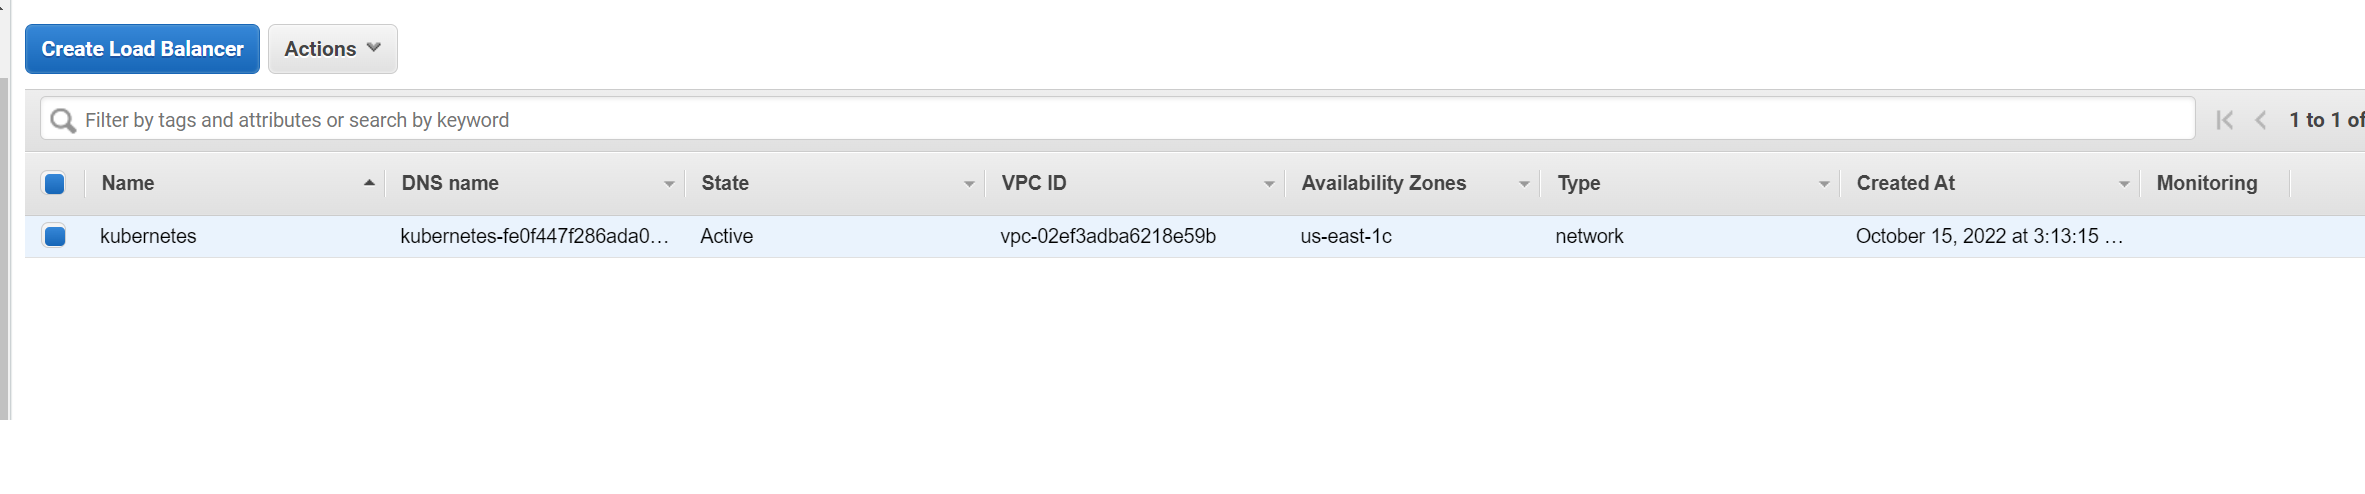 Create Load Balancer Actions
Filter by tags and attributes or search by keyword 1 to 1 of
Name DNS name State VPC ID Availability Zones Type Created At Monitoring
kubernetes kubernetes-fe0f447f286ada0... Active vpc-02ef3adba6218e59b us-east-1c network October 15, 2022 at 3:13:15 ...